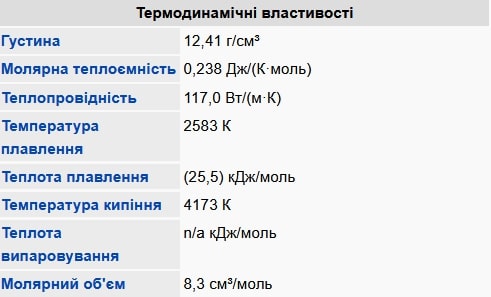 Термодинамічні властивості
Густина 12,41 г/см³
Молярна теплоємність 0,238 Дж/(К·моль)
Теплопровідність 117,0 Вт/(м·К)
Температура 2583 К
плавлення
Теплота плавлення (25,5) кДж/моль
Температура кипіння 4173 К
Теплота n/a кДж/моль
випаровування
Молярний об'єм 8,3 см³/моль